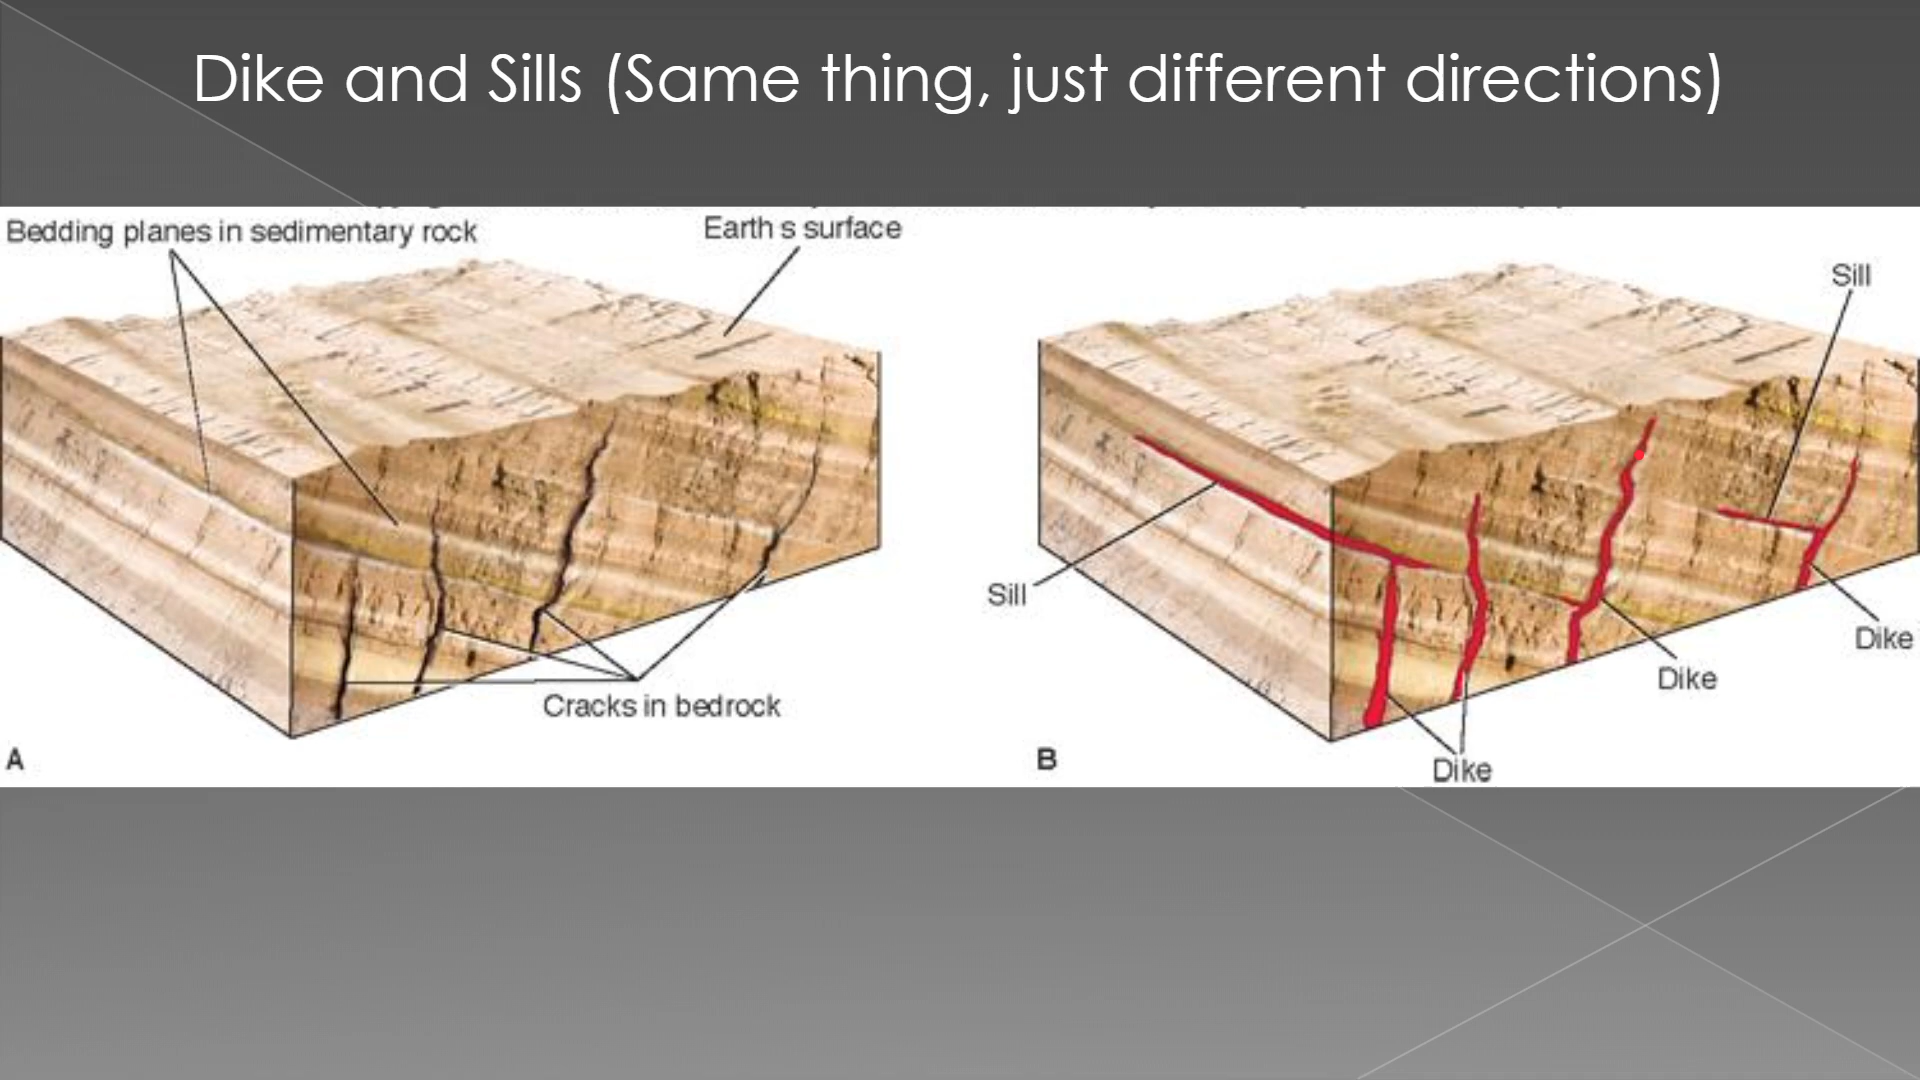 Dike and Sills (Same thing, just different directions)
Bedding planes in sedimentary rock
Earth s surface
Cracks in bedrock
A
Sill
Sill
Dike
Dike
Dike
B